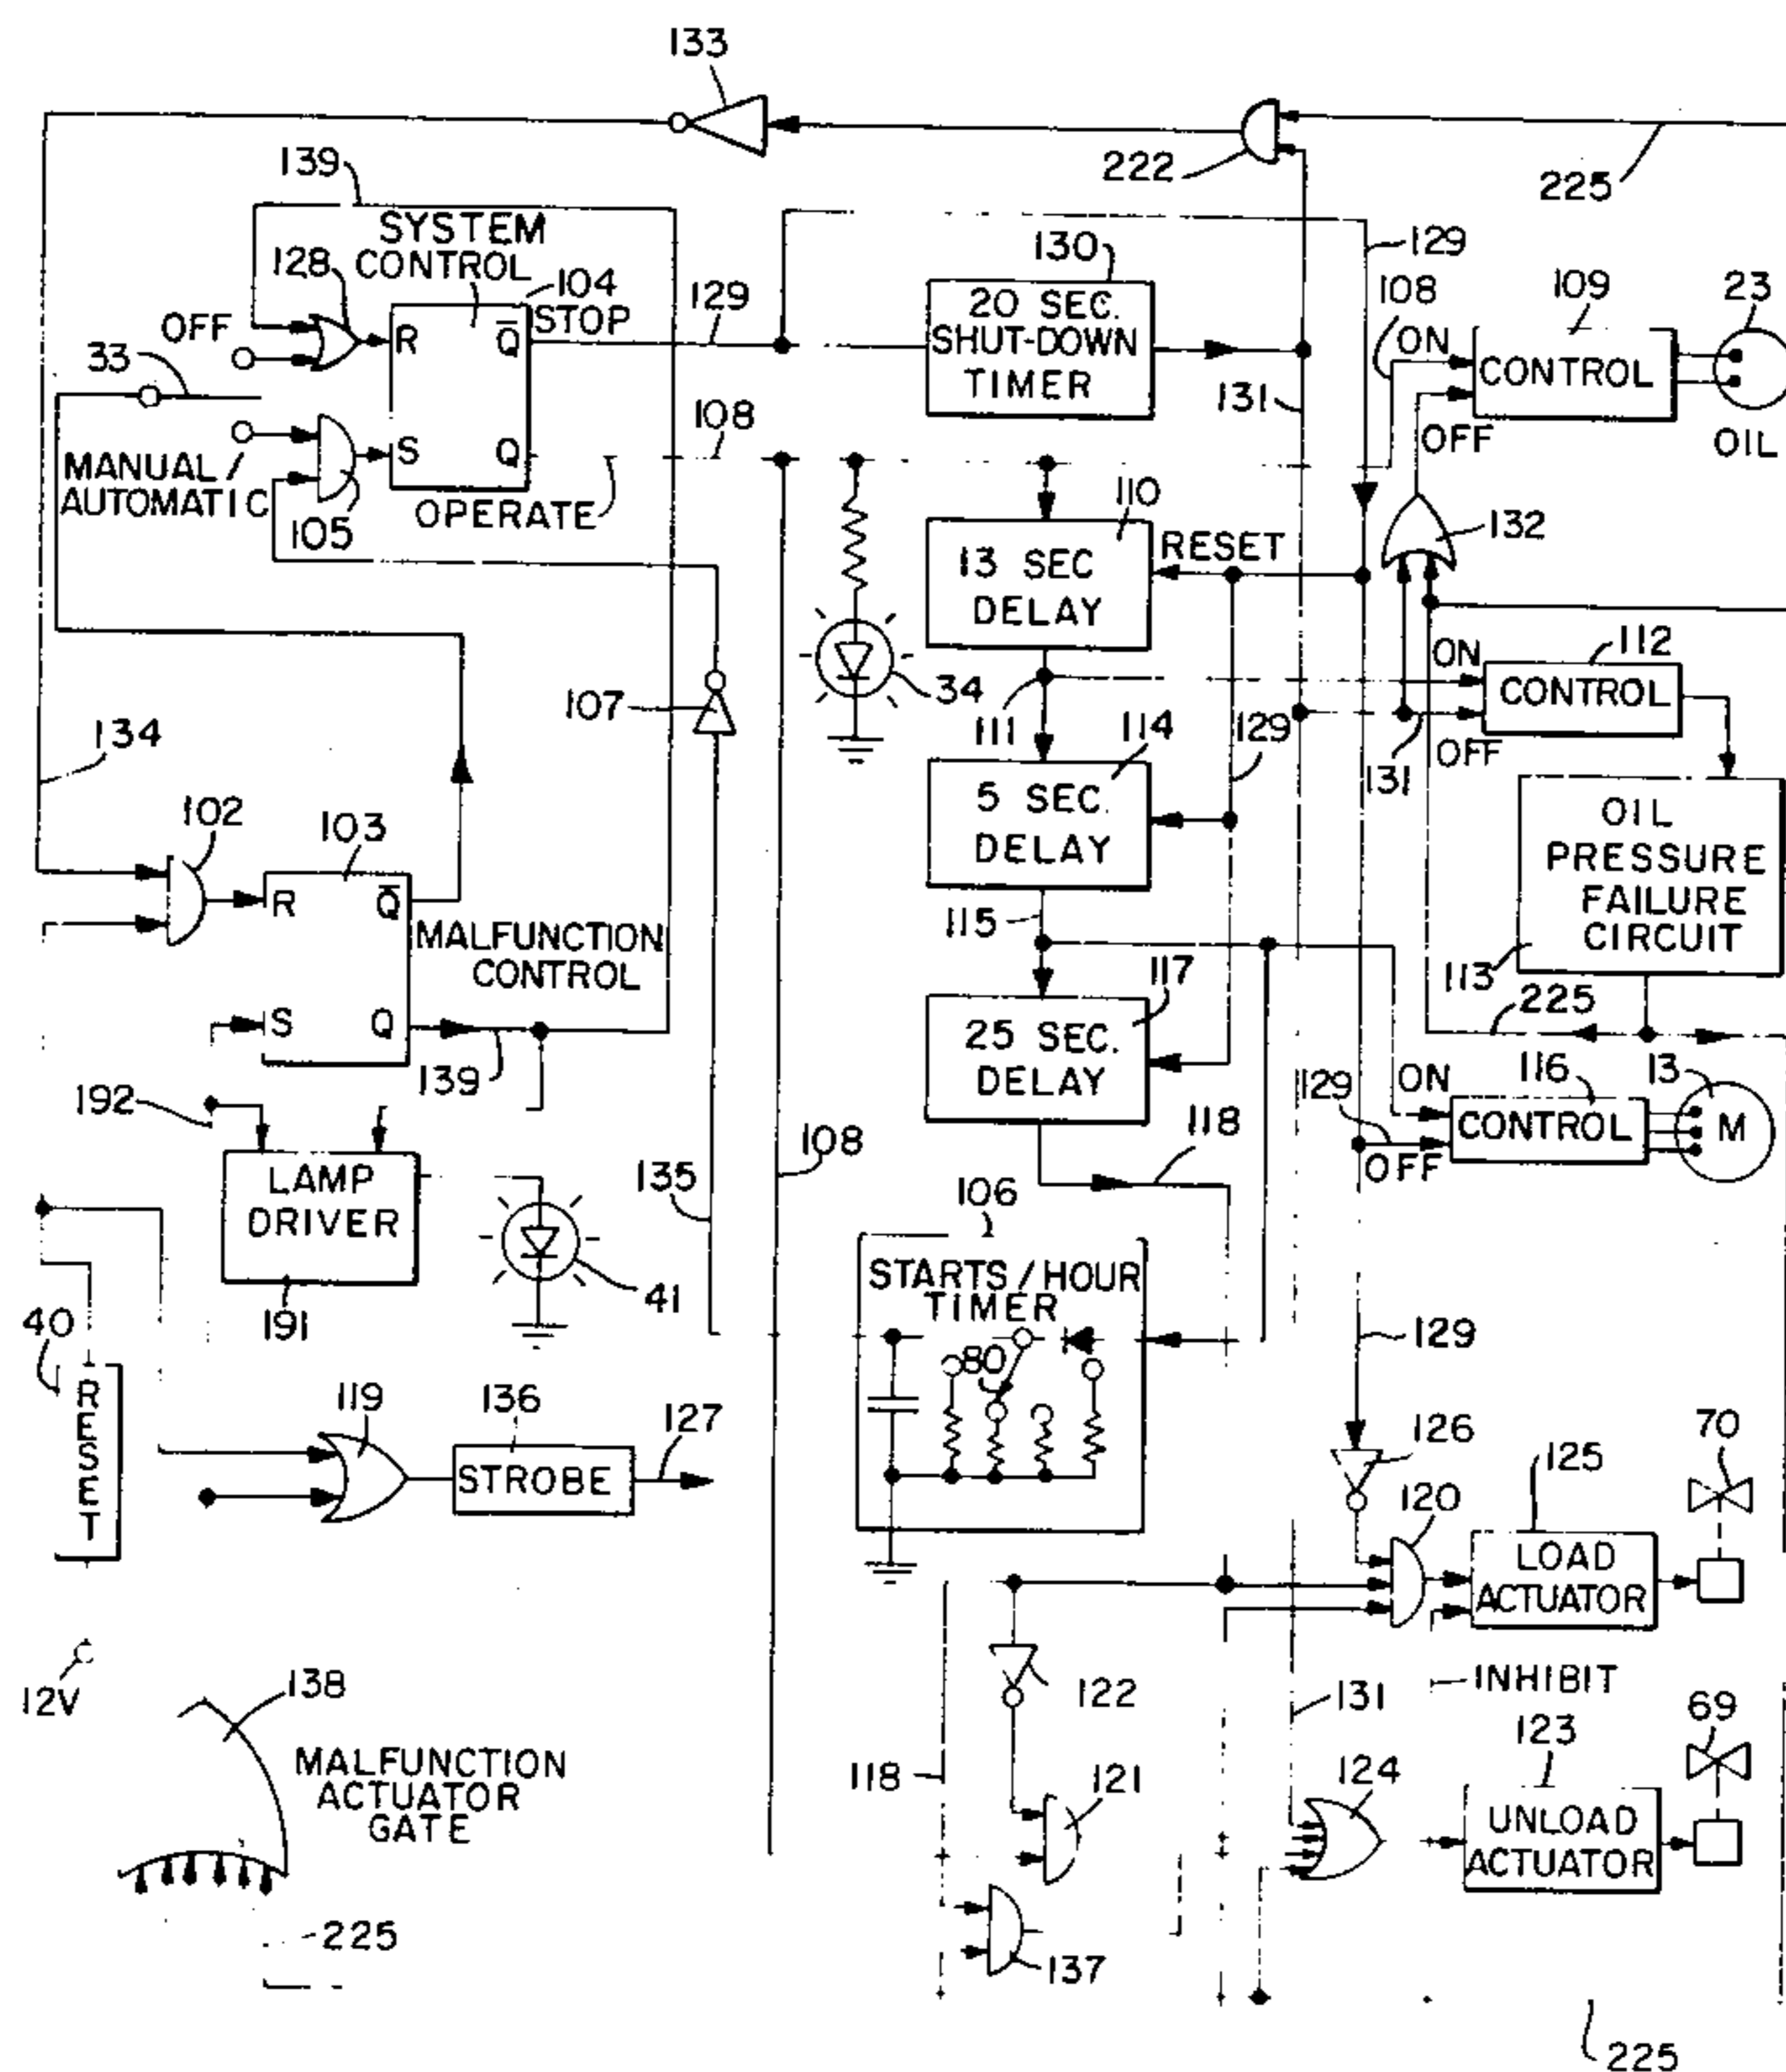 133
222
225
139
SYSTEM
CONTROL
128
104
STOP
129
130
129
OFF
R
Q̅
20 SEC.
SHUT-DOWN
TIMER
108
ON
109
CONTROL
23
33
131
OFF
OIL
108
MANUAL /
AUTOMATIC
S
Q
105
OPERATE
110
RESET
132
13 SEC
DELAY
ON
112
CONTROL
34
107
111
114
129
131
OFF
134
5 SEC.
DELAY
OIL
PRESSURE
FAILURE
CIRCUIT
102
103
R
Q̅
MALFUNCTION
CONTROL
115
117
113
225
S
Q
139
25 SEC.
DELAY
129
ON
116
CONTROL
13
M
OFF
192
LAMP
DRIVER
191
41
135
108
118
106
STARTS / HOUR
TIMER
80
129
40
RESET
119
136
STROBE
127
126
120
125
LOAD
ACTUATOR
70
12V
138
MALFUNCTION
ACTUATOR
GATE
225
122
118
121
137
131
INHIBIT
124
123
UNLOAD
ACTUATOR
69
225